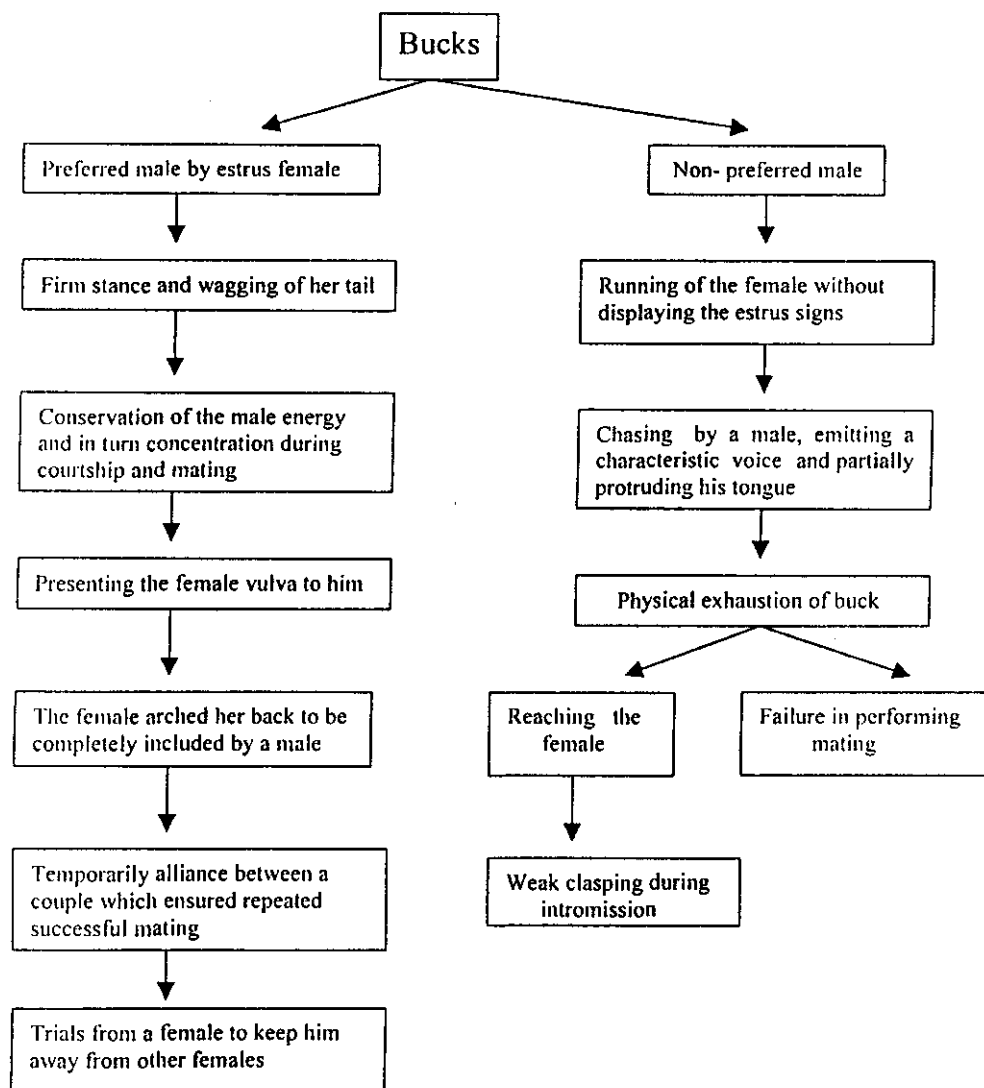 Bucks
Preferred male by estrus female
Firm stance and wagging of her tail
Conservation of the male energy
and in turn concentration during
courtship and mating
Presenting the female vulva to him
The female arched her back to be
completely included by a male
Temporarily alliance between a
couple which ensured repeated
successful mating
Trials from a female to keep him
away from other females
Non- preferred male
Running of the female without
displaying the estrus signs
Chasing by a male, emitting a
characteristic voice and partially
protruding his tongue
Physical exhaustion of buck
Reaching the
female
Weak clasping during
intromission
Failure in performing
mating